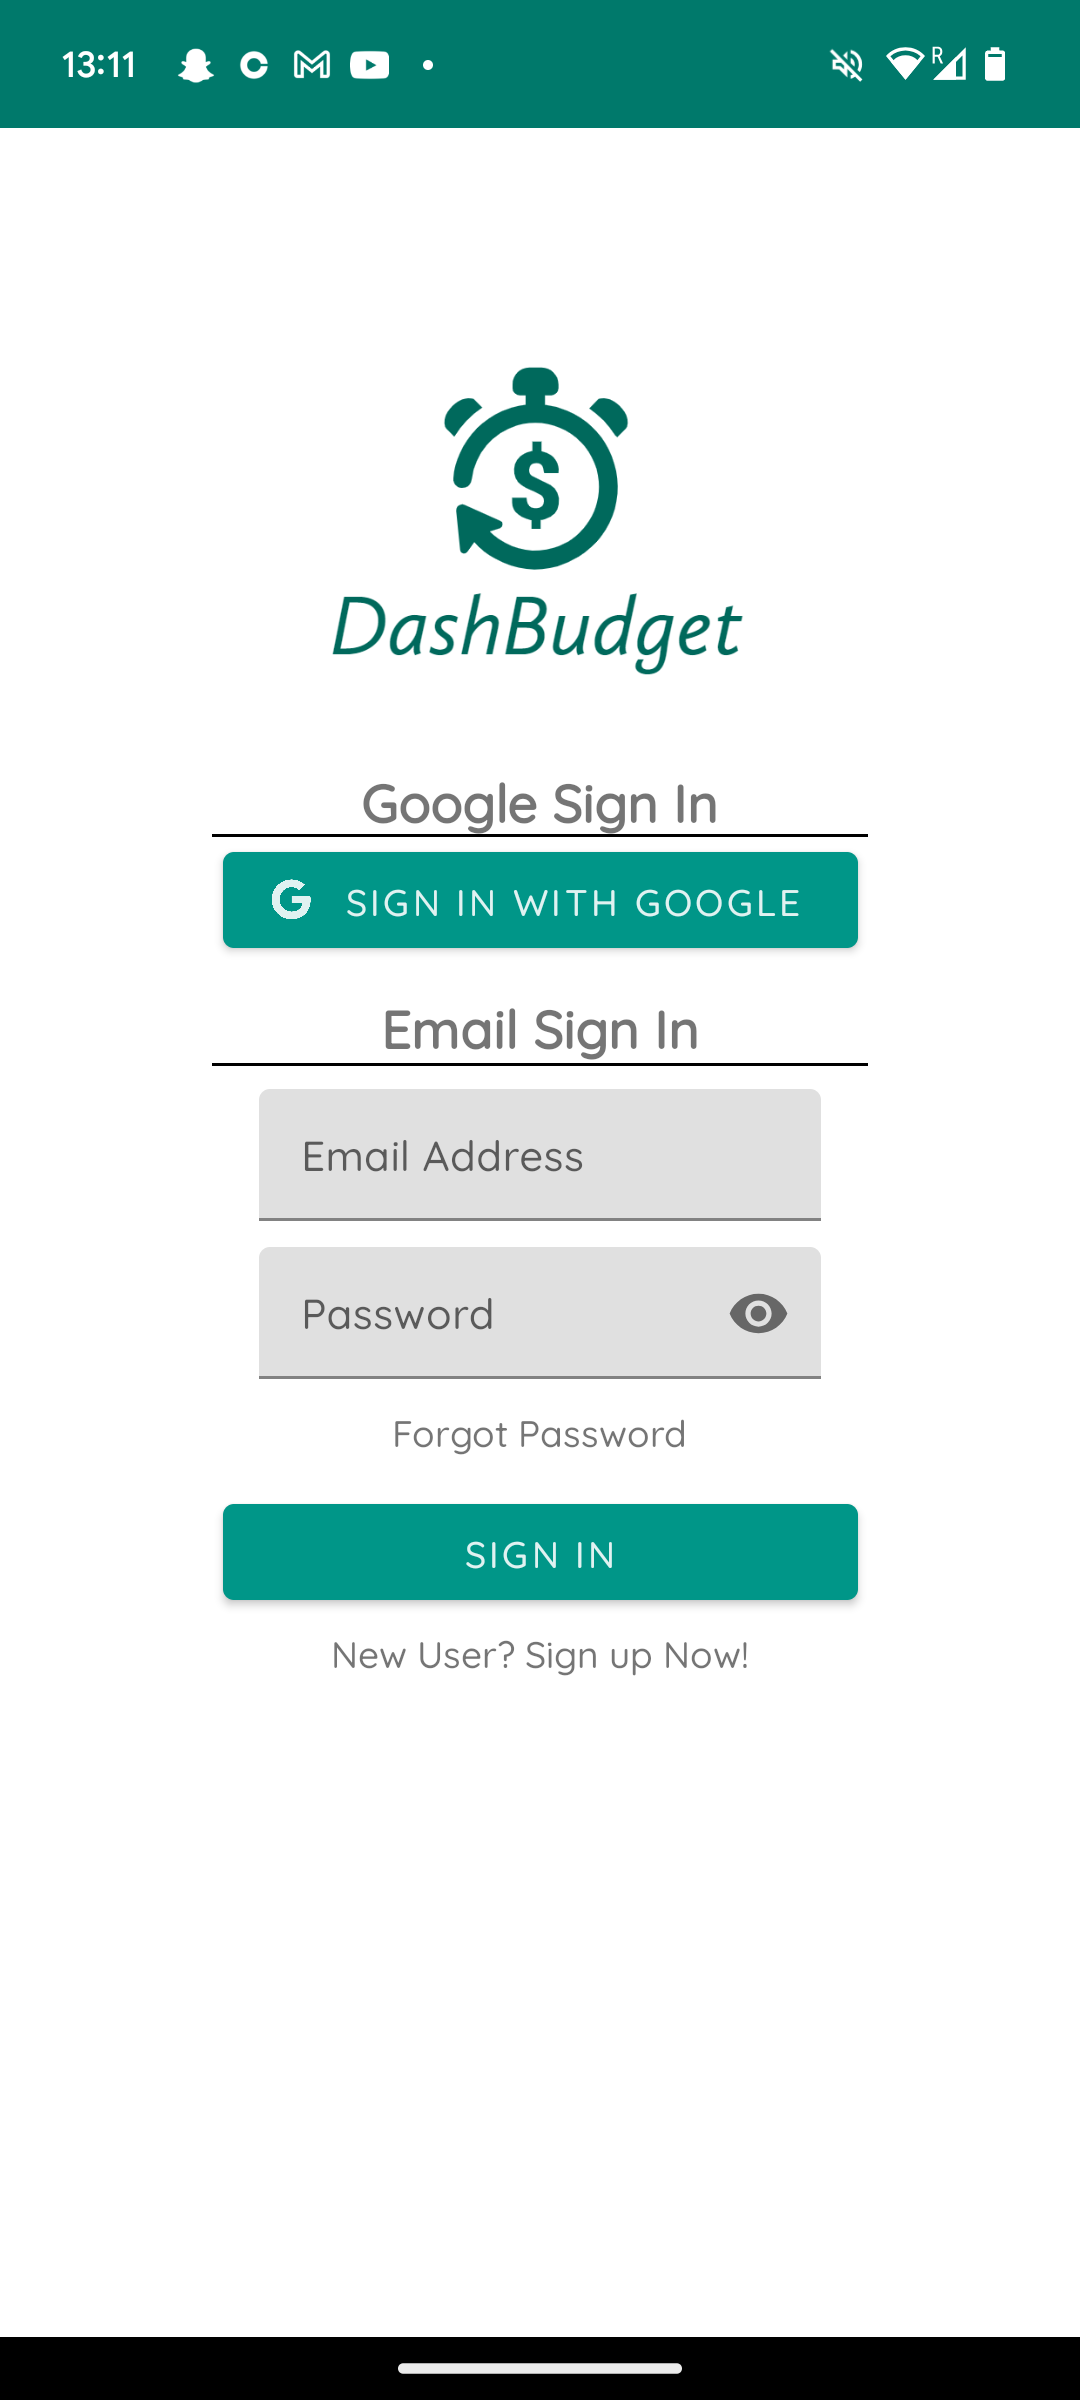 13:11
R
$
DashBudget
Google Sign In
G SIGN IN WITH GOOGLE
Email Sign In
Email Address
Password
Forgot Password
SIGN IN
New User? Sign up Now!